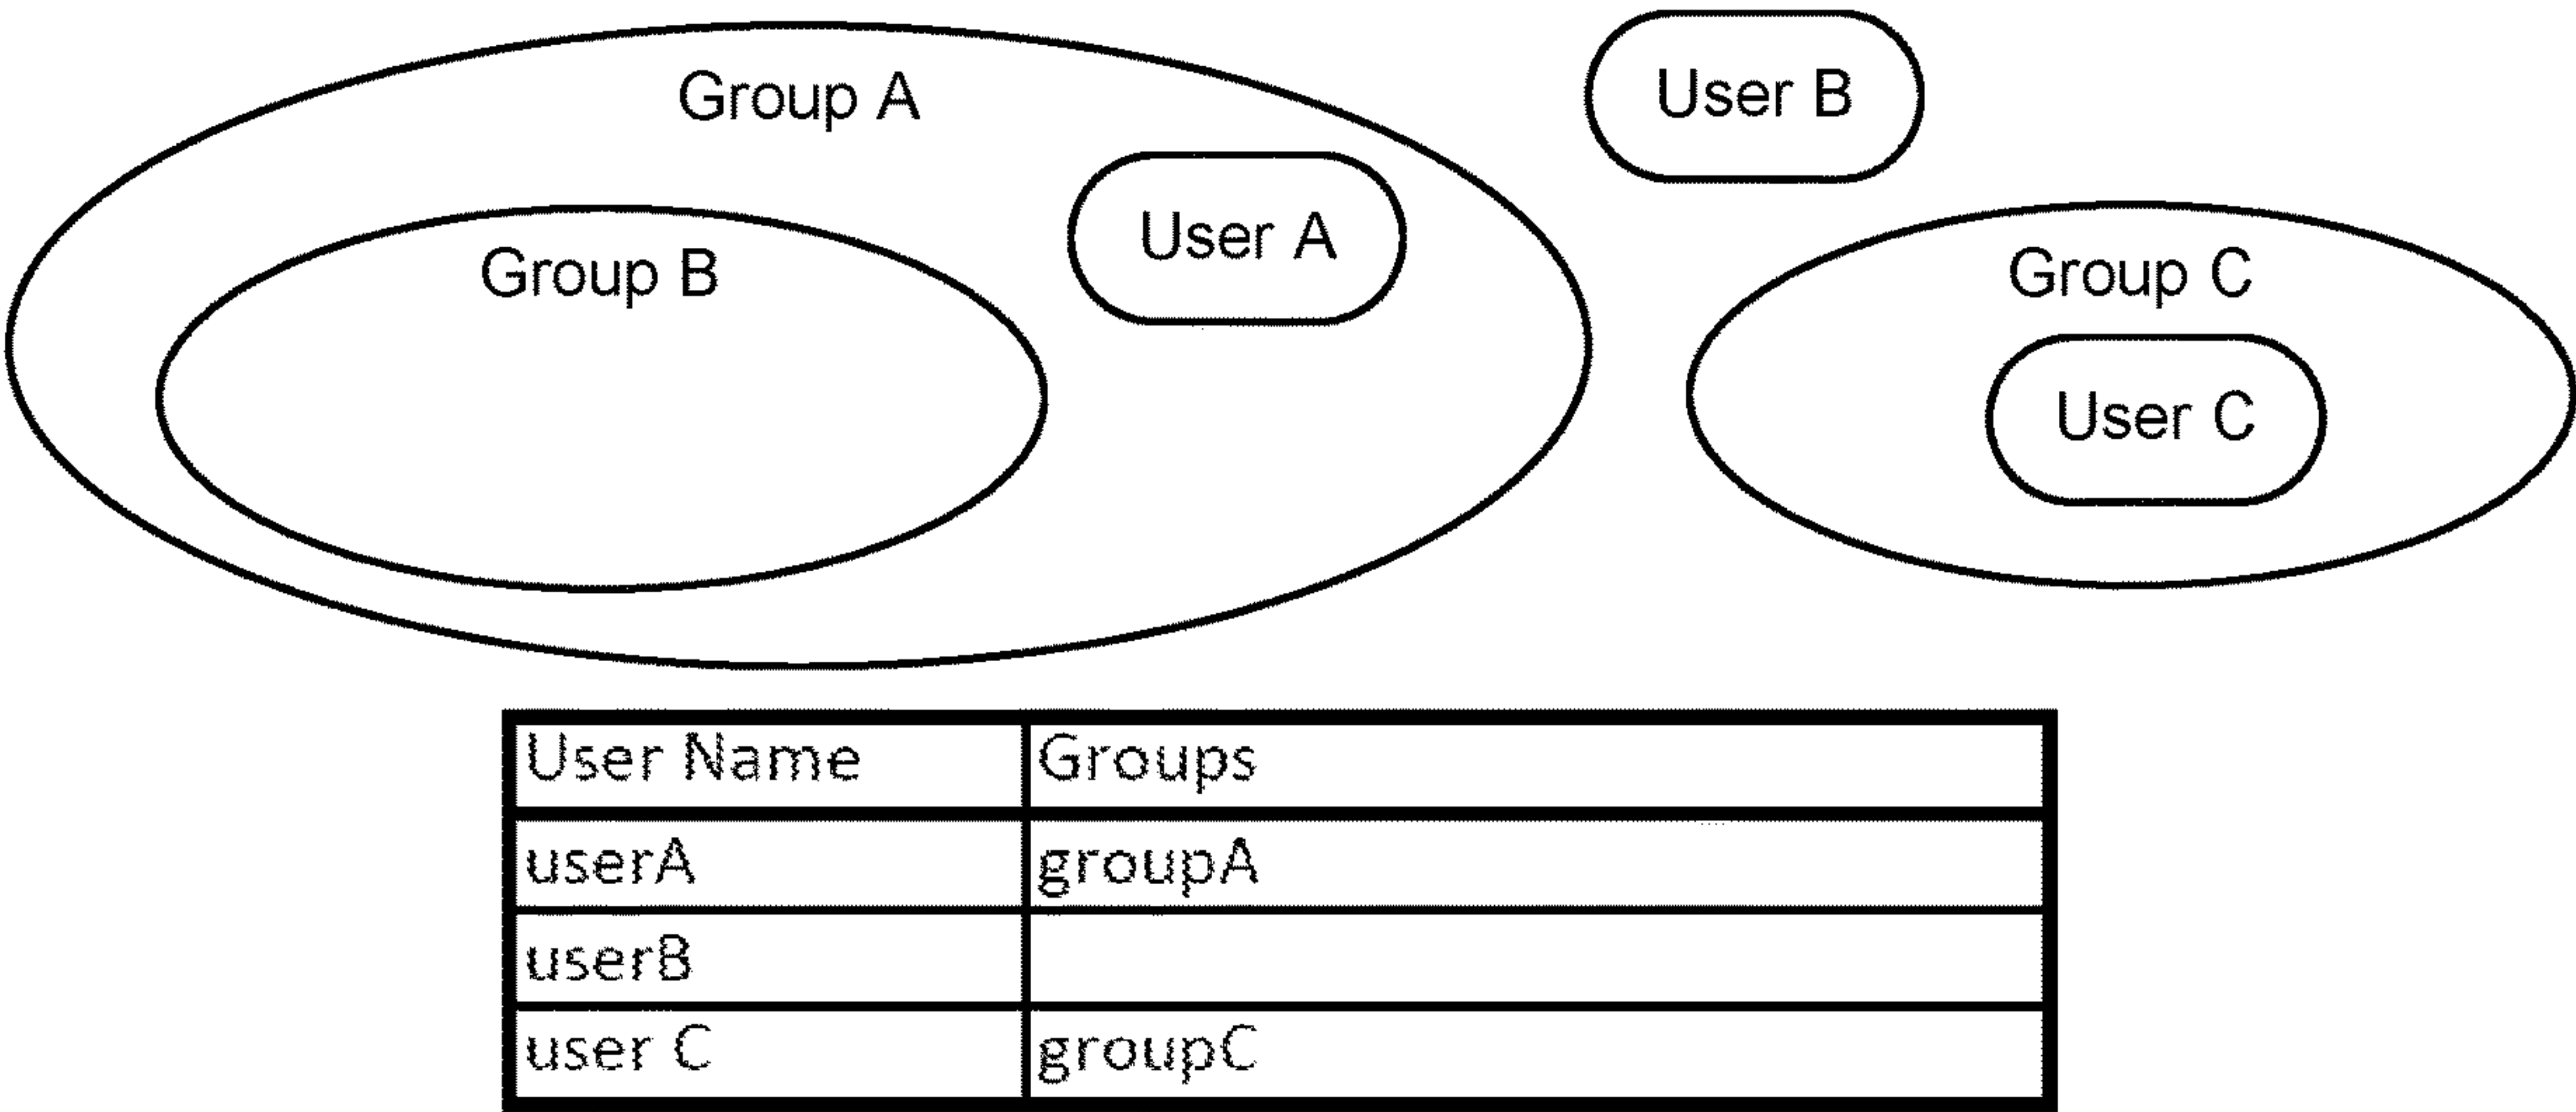 Group A
User B
User A
Group B
Group C
User C
User Name Groups
userA groupA
userB
user C groupC